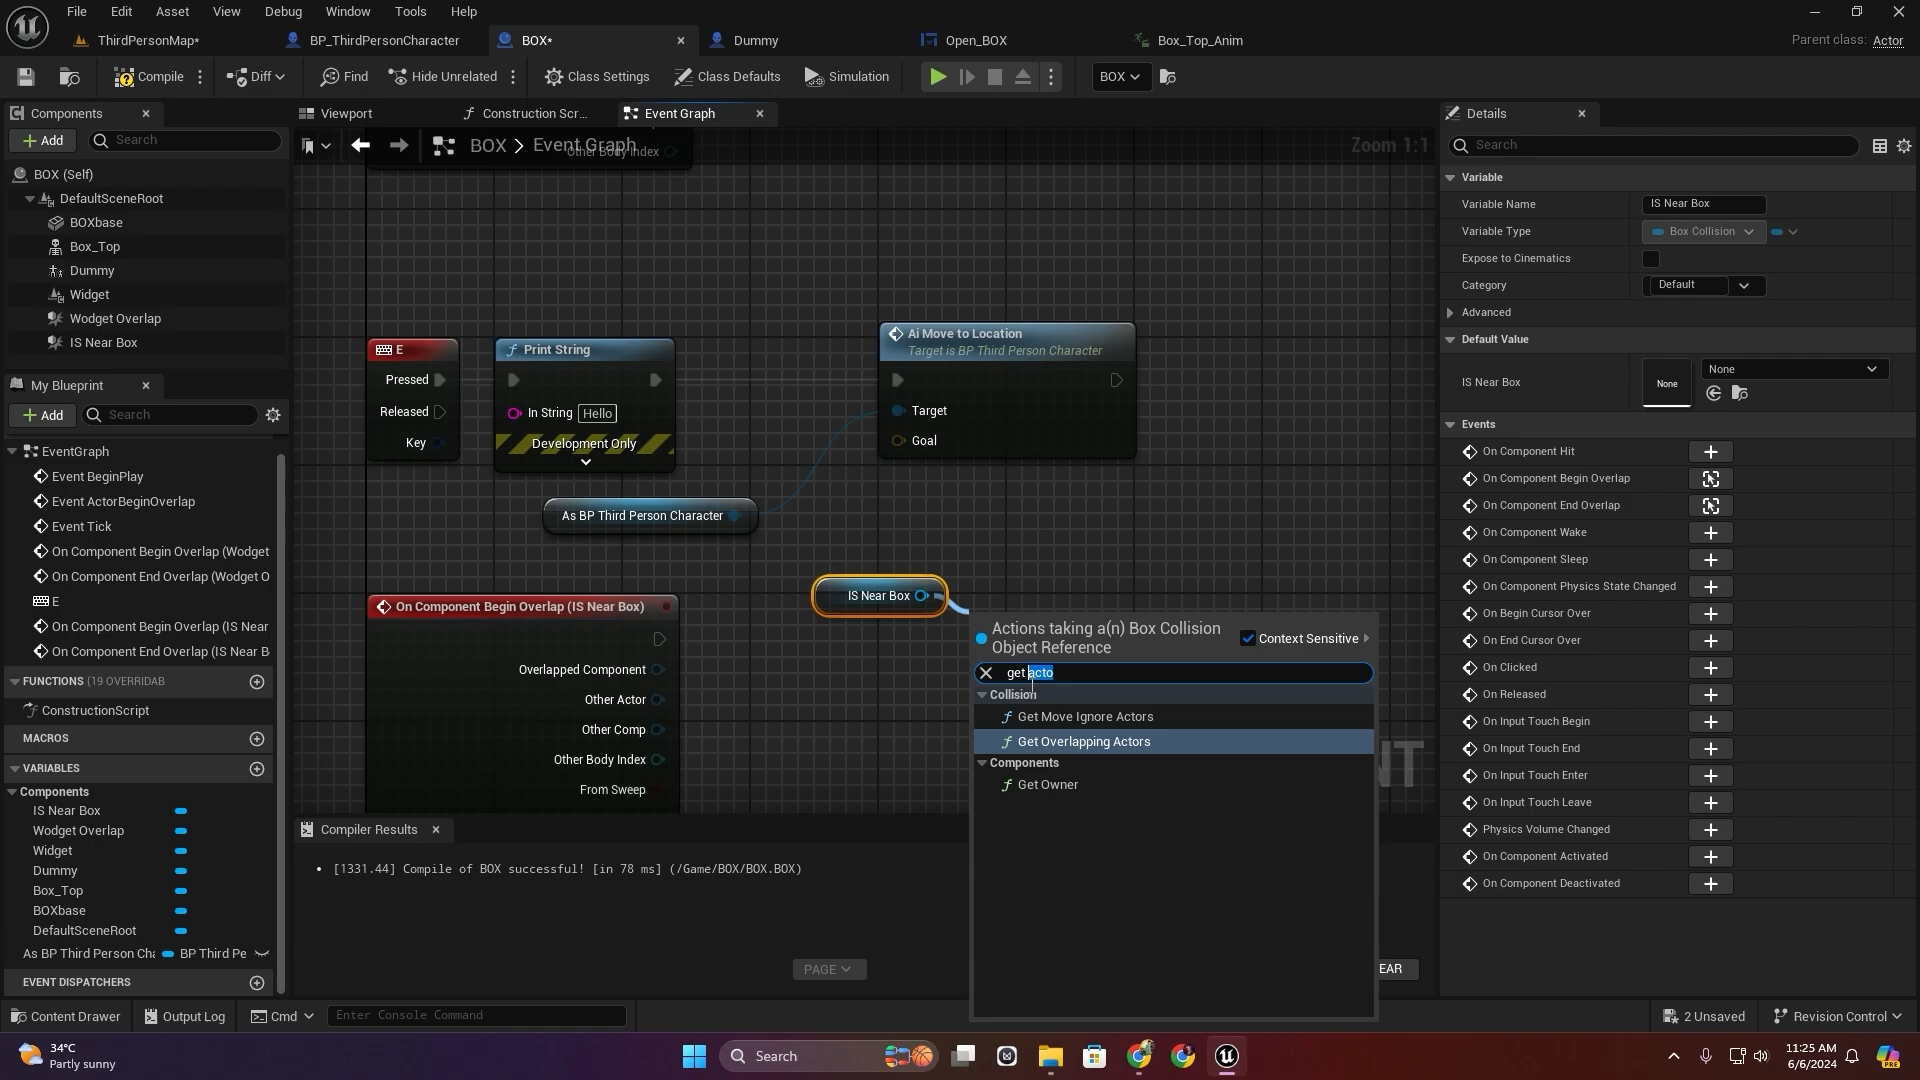 File Edit Asset View Debug Window Tools Help
ThirdPersonMap* BP_ThirdPersonCharacter BOX* Dummy Open_BOX Box_Top_Anim Parent class: Actor
Compile Diff Find Hide Unrelated Class Settings Class Defaults Simulation BOX
Components
Add Search
BOX (Self)
DefaultSceneRoot
BOXbase
Box_Top
Dummy
Widget
Wodget Overlap
IS Near Box
My Blueprint
Add Search
EventGraph
Event BeginPlay
Event ActorBeginOverlap
Event Tick
On Component Begin Overlap (Wodget
On Component End Overlap (Wodget O
E
On Component Begin Overlap (IS Near
On Component End Overlap (IS Near B
FUNCTIONS (19 OVERRIDAB
ConstructionScript
MACROS
VARIABLES
Components
IS Near Box
Wodget Overlap
Widget
Dummy
Box_Top
BOXbase
DefaultSceneRoot
As BP Third Person Cha BP Third Pe
EVENT DISPATCHERS
Viewport Construction Scr... Event Graph
BOX > Event Graph
Other Body Index
Zoom 1:1
E
Pressed
Released
Key
Print String
In String Hello
Development Only
Ai Move to Location
Target is BP Third Person Character
Target
Goal
As BP Third Person Character
IS Near Box
On Component Begin Overlap (IS Near Box)
Overlapped Component
Other Actor
Other Comp
Other Body Index
From Sweep
Actions taking a(n) Box Collision
Object Reference
Context Sensitive
get acto
Collision
Get Move Ignore Actors
Get Overlapping Actors
Components
Get Owner
Compiler Results
[1331.44] Compile of BOX successful! [in 78 ms] (/Game/BOX/BOX.BOX)
PAGE
EAR
Details
Search
Variable
Variable Name IS Near Box
Variable Type Box Collision
Expose to Cinematics
Category Default
Advanced
Default Value
IS Near Box None None
Events
On Component Hit
On Component Begin Overlap
On Component End Overlap
On Component Wake
On Component Sleep
On Component Physics State Changed
On Begin Cursor Over
On End Cursor Over
On Clicked
On Released
On Input Touch Begin
On Input Touch End
On Input Touch Enter
On Input Touch Leave
Physics Volume Changed
On Component Activated
On Component Deactivated
Content Drawer Output Log Cmd Enter Console Command 2 Unsaved Revision Control
34°C
Partly sunny
Search
11:25 AM
6/6/2024
PRE